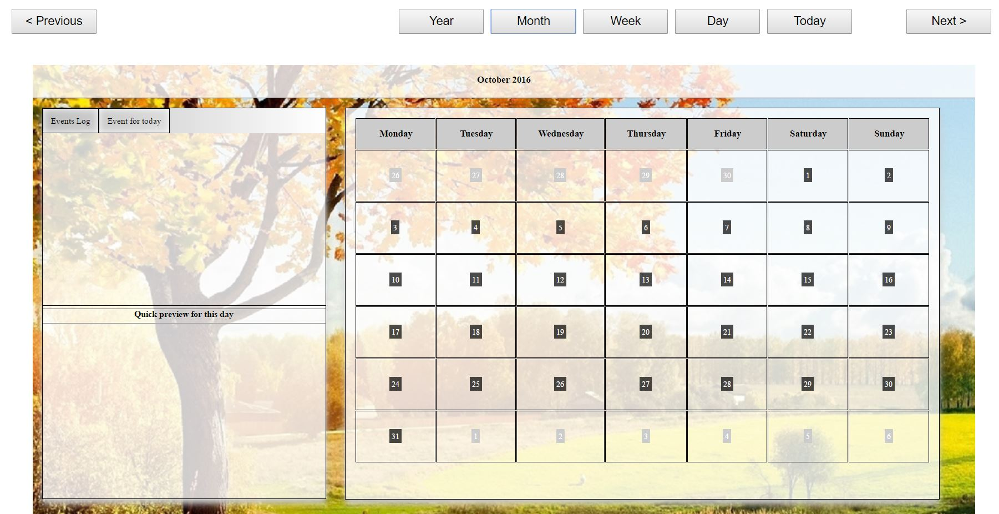 < Previous Year Month Week Day Today Next >
October 2016
Events Log Event for today
Quick preview for this day
Monday Tuesday Wednesday Thursday Friday Saturday Sunday
26 27 28 29 30 1 2
3 4 5 6 7 8 9
10 11 12 13 14 15 16
17 18 19 20 21 22 23
24 25 26 27 28 29 30
31 1 2 3 4 5 6